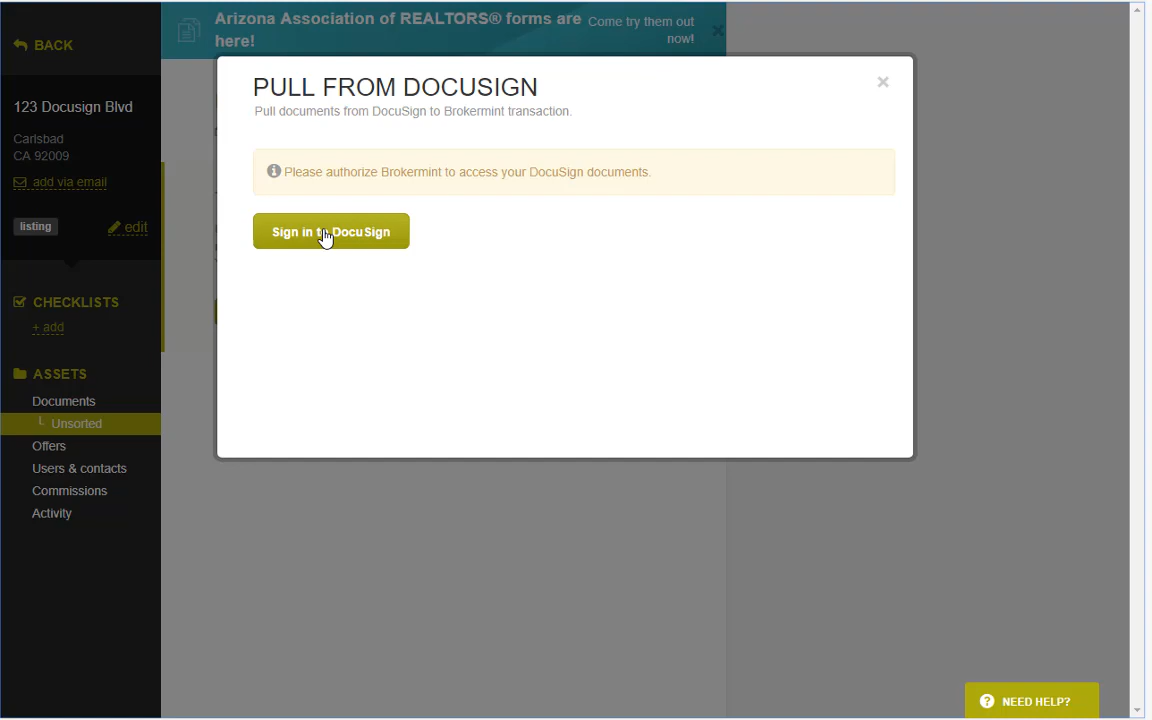 Arizona Association of REALTORS® forms are
here!
Come try them out
now!
BACK
123 Docusign Blvd
Carlsbad
CA 92009
add via email
listing
edit
CHECKLISTS
+ add
ASSETS
Documents
Unsorted
Offers
Users & contacts
Commissions
Activity
PULL FROM DOCUSIGN
×
Pull documents from DocuSign to Brokermint transaction.
Please authorize Brokermint to access your DocuSign documents.
Sign in to DocuSign
NEED HELP?